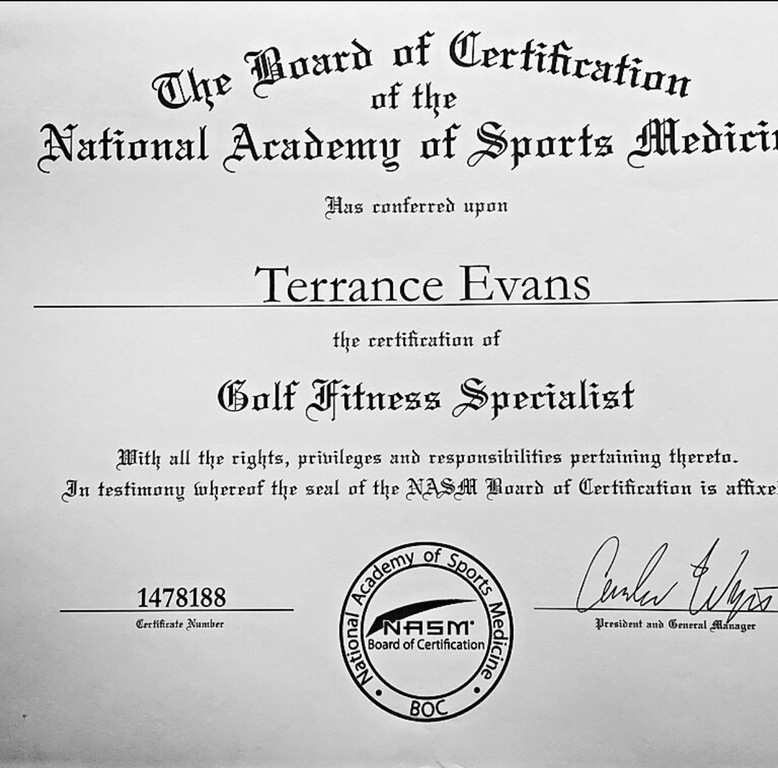 The Board of Certification
of the
National Academy of Sports Medici
Has conferred upon
Terrance Evans
the certification of
Golf Fitness Specialist
With all the rights, privileges and responsibilities pertaining thereto.
In testimony whereof the seal of the NASM Board of Certification is affixe
1478188
Certificate Number
National Academy of Sports Medicine
NASM
Board of Certification
BOC
President and General Manager